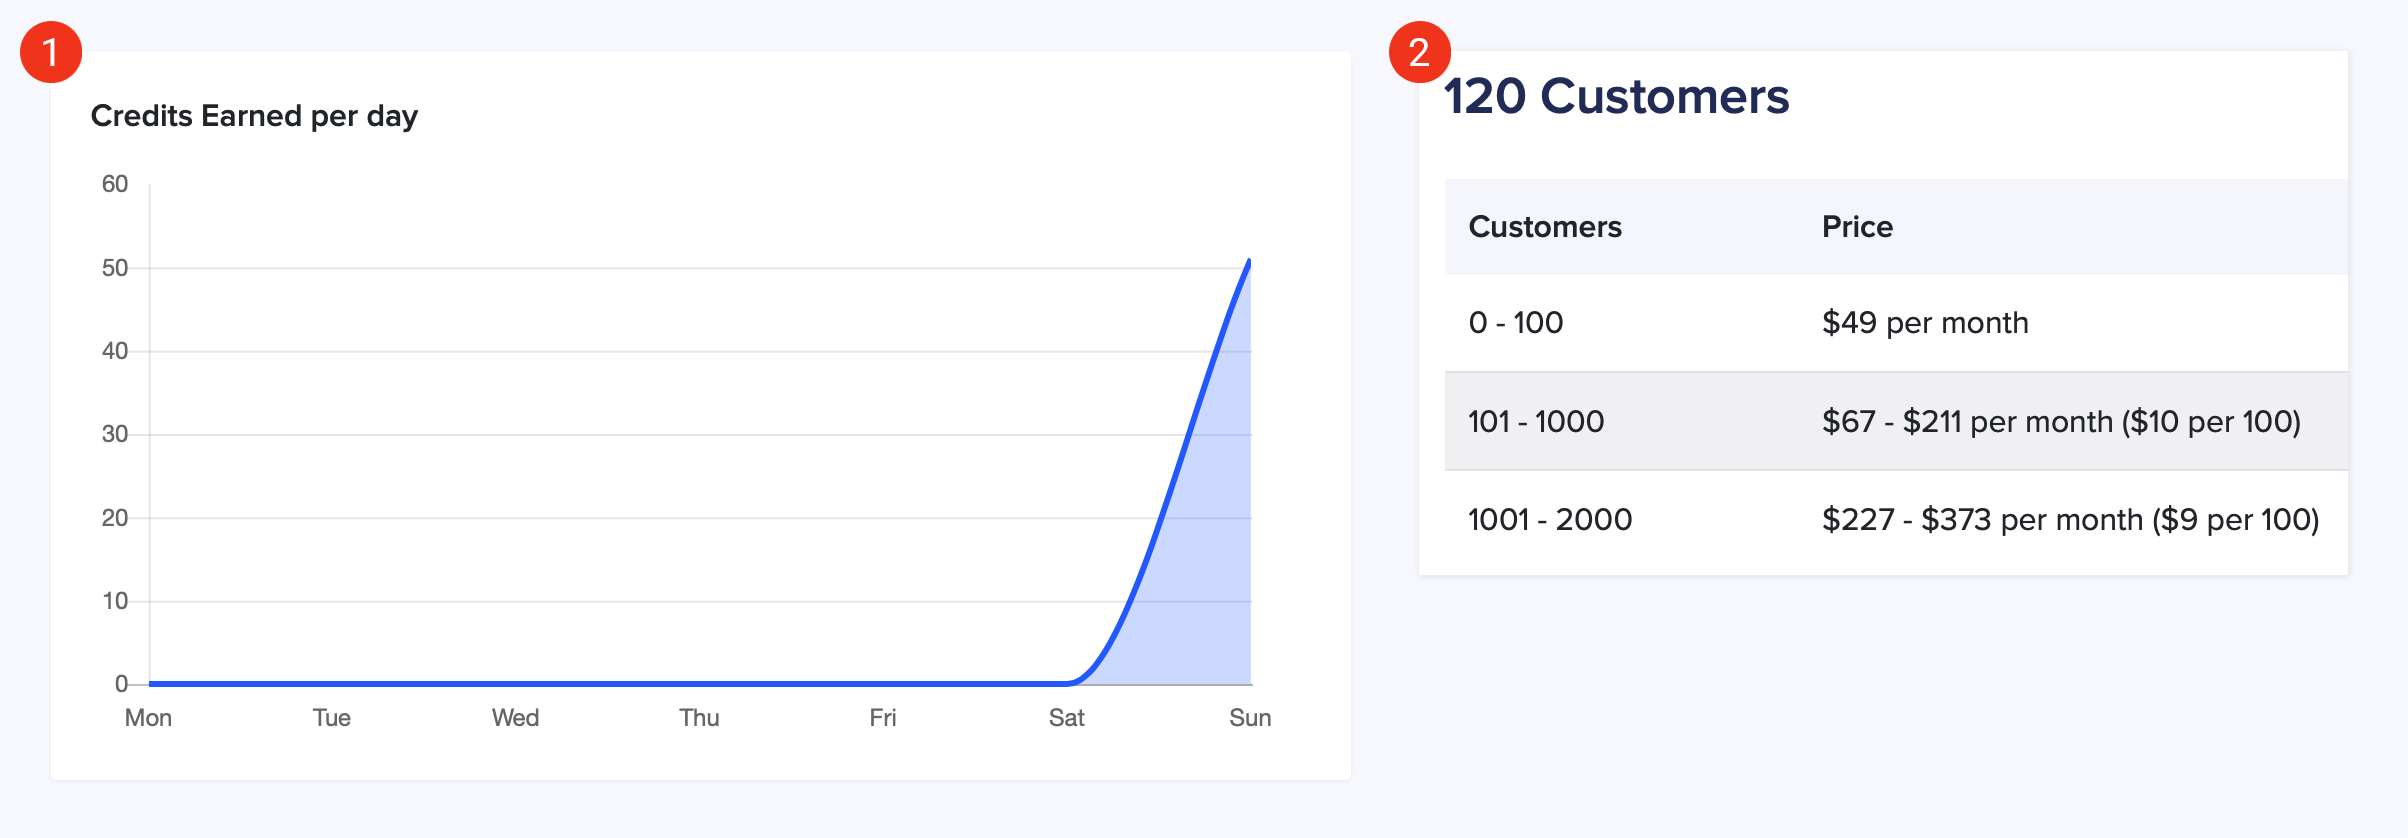 1
Credits Earned per day
60
50
40
30
20
10
0
Mon Tue Wed Thu Fri Sat Sun
2
120 Customers
Customers Price
0 - 100 $49 per month
101 - 1000 $67 - $211 per month ($10 per 100)
1001 - 2000 $227 - $373 per month ($9 per 100)